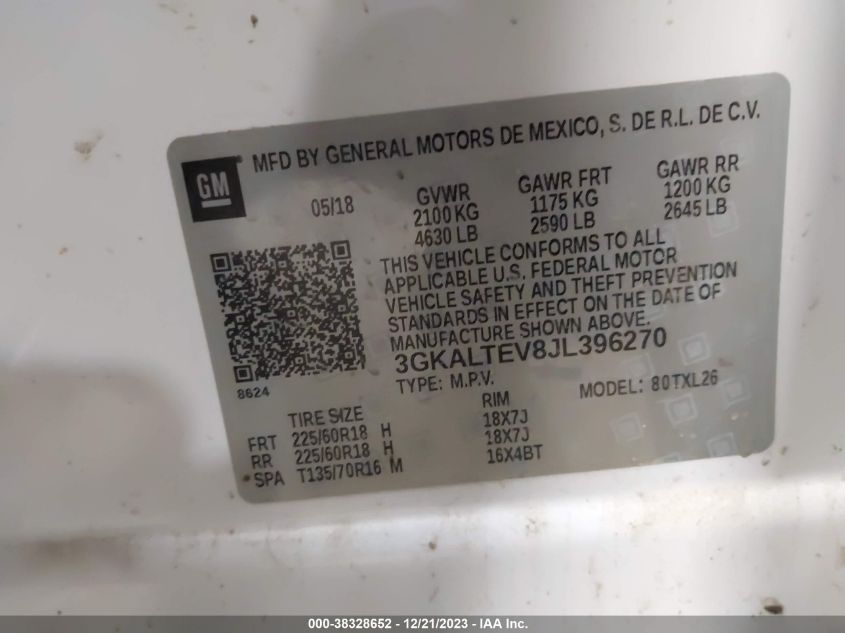 MFD BY GENERAL MOTORS DE MEXICO, S. DE R.L. DE C.V.
GM
05/18
GVWR GAWR FRT GAWR RR
2100 KG 1175 KG 1200 KG
4630 LB 2590 LB 2645 LB
THIS VEHICLE CONFORMS TO ALL
APPLICABLE U.S. FEDERAL MOTOR
VEHICLE SAFETY AND THEFT PREVENTION
STANDARDS IN EFFECT ON THE DATE OF
MANUFACTURE SHOWN ABOVE.
3GKALTEV8JL396270
8624
TYPE: M.P.V. MODEL: 80TXL26
TIRE SIZE RIM
FRT 225/60R18 H 18X7J
RR 225/60R18 H 18X7J
SPA T135/70R16 M 16X4BT
000-38328652 - 12/21/2023 - IAA Inc.